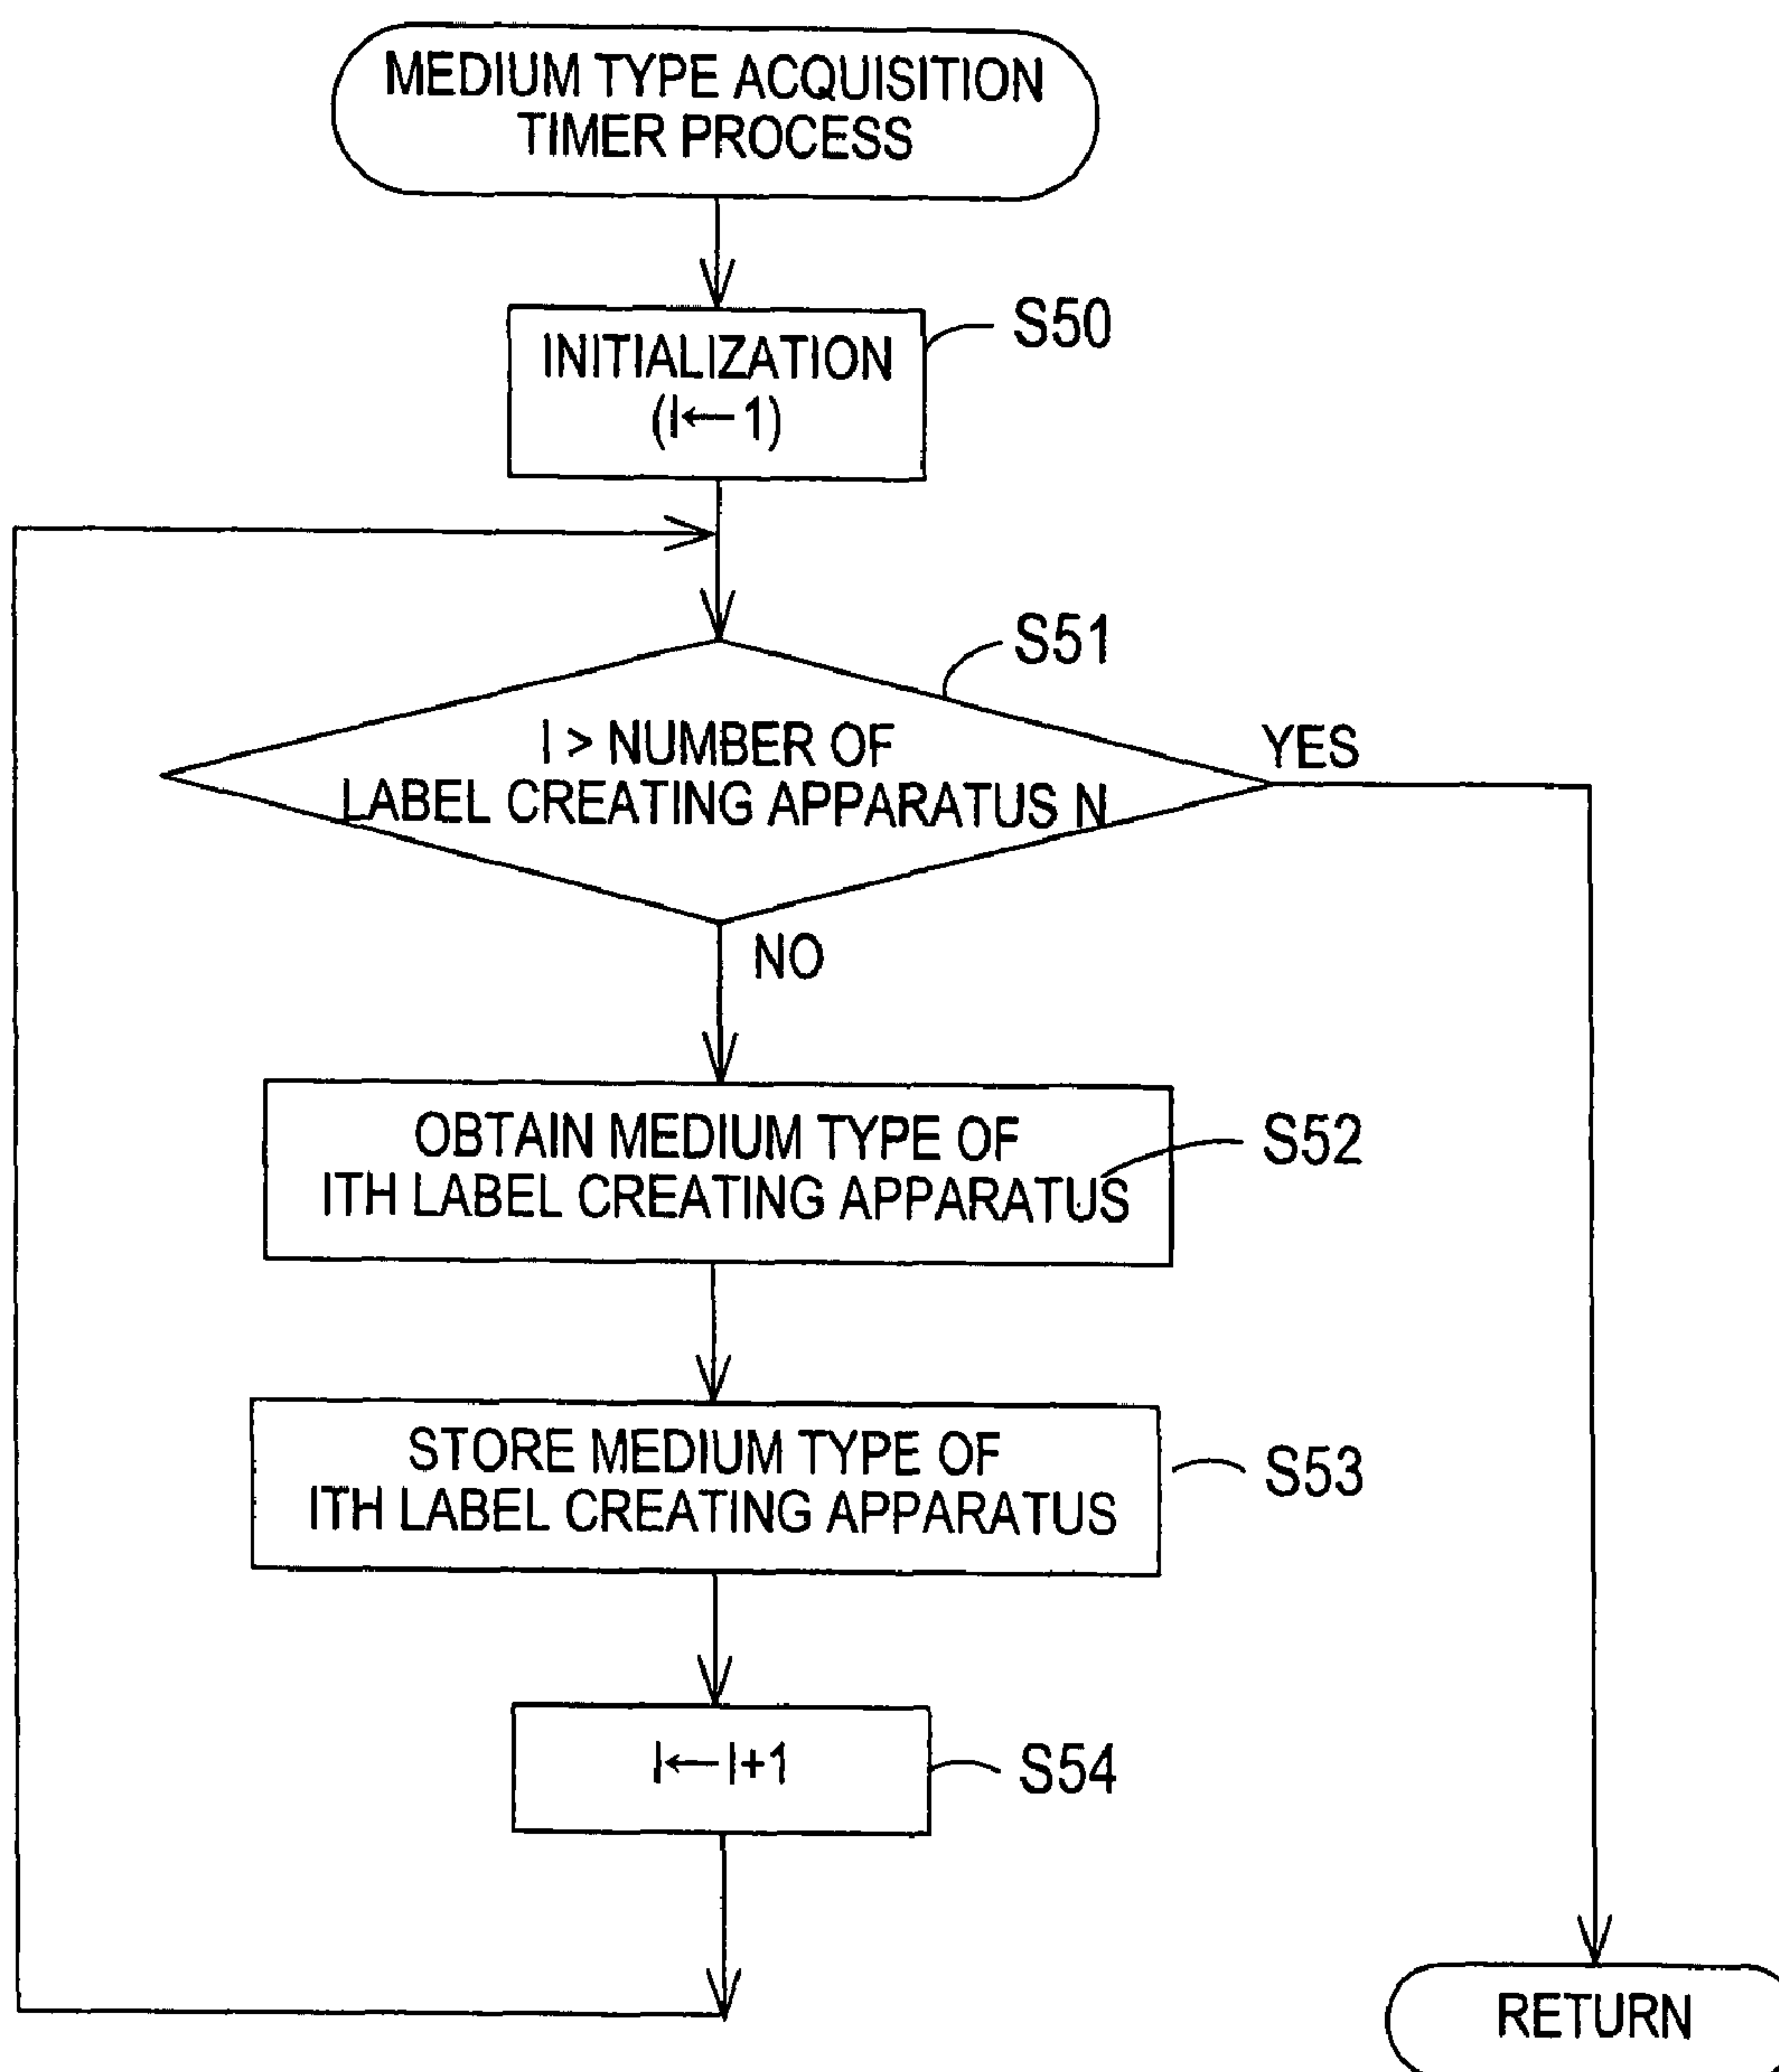 MEDIUM TYPE ACQUISITION
TIMER PROCESS
S50
INITIALIZATION
(I←1)
S51
I > NUMBER OF
LABEL CREATING APPARATUS N
YES
NO
OBTAIN MEDIUM TYPE OF
ITH LABEL CREATING APPARATUS
S52
STORE MEDIUM TYPE OF
ITH LABEL CREATING APPARATUS
S53
I←I+1
S54
RETURN